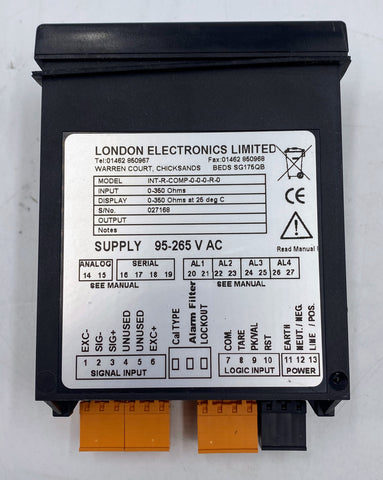 LONDON ELECTRONICS LIMITED
Tel:01462 850967 Fax:01462 850968
WARREN COURT, CHICKSANDS BEDS SG175QB
MODEL INT-R-COMP-0-0-0-R-0
INPUT 0-350 Ohms
DISPLAY 0-350 Ohms at 25 deg C
S/No. 027168
OUTPUT
Notes
Read Manual
SUPPLY 95-265 V AC
ANALOG SERIAL AL1 AL2 AL3 AL4
14 15 16 17 18 19 20 21 22 23 24 25 26 27
SEE MANUAL SEE MANUAL
EXC- SIG- SIG+ UNUSED UNUSED EXC+ Cal TYPE Alarm Filter LOCKOUT COM. TARE PK/VAL RST EARTH NEUT./NEG. LINE / POS.
1 2 3 4 5 6 7 8 9 10 11 12 13
SIGNAL INPUT LOGIC INPUT POWER